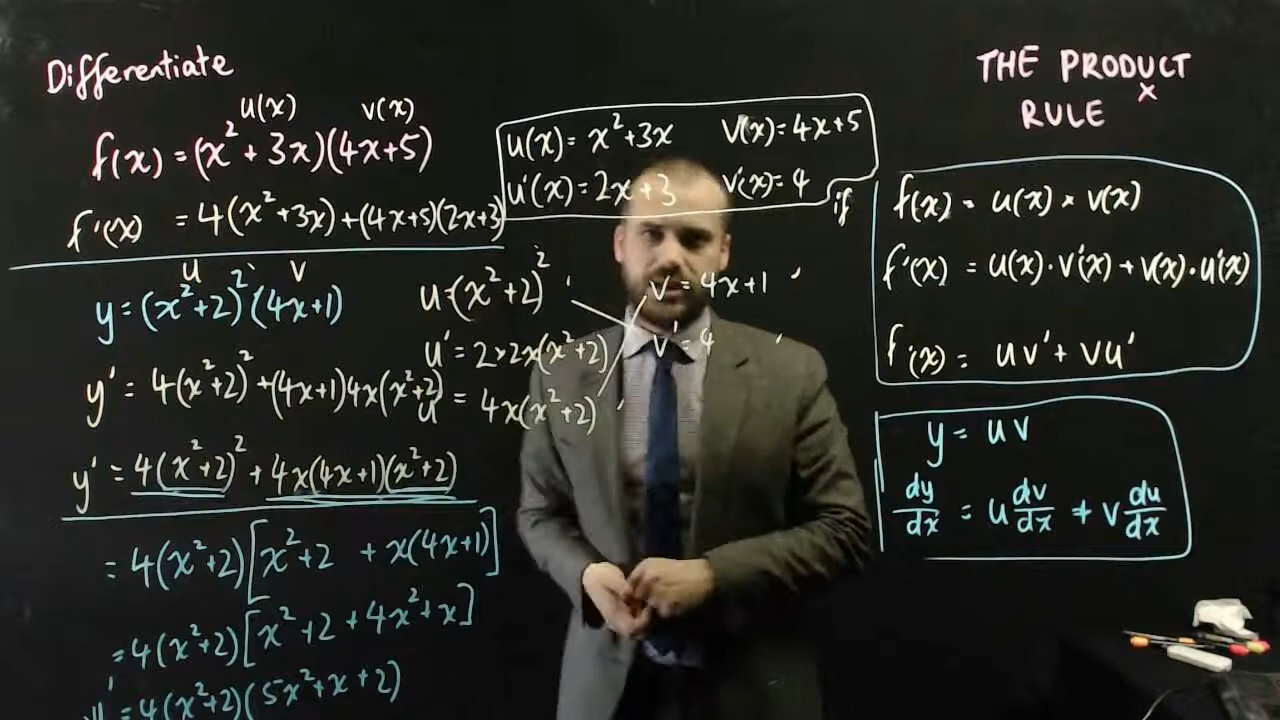 Differentiate
u(x) v(x)
f(x) = (x² + 3x)(4x+5)
f'(x) = 4(x²+3x)+(4x+5)(2x+3)
u(x) = x²+3x v(x) = 4x+5
u'(x) = 2x+3 v'(x) = 4
u v
y = (x²+2)²(4x+1)
y' = 4(x²+2)² +(4x+1)4x(x²+2)
y' = 4(x²+2)² + 4x(4x+1)(x²+2)
= 4(x²+2)[x²+2 + x(4x+1)]
= 4(x²+2)[x²+2+4x²+x]
y' = 4(x²+2)(5x²+x+2)
u=(x²+2)² v = 4x+1
u' = 2×2x(x²+2) v' = 4
u' = 4x(x²+2)
THE PRODUCT
x
RULE
if
f(x) = u(x) × v(x)
f'(x) = u(x)·v'(x) + v(x)·u'(x)
f'(x) = uv' + vu'
y = uv
dy/dx = u dv/dx + v du/dx